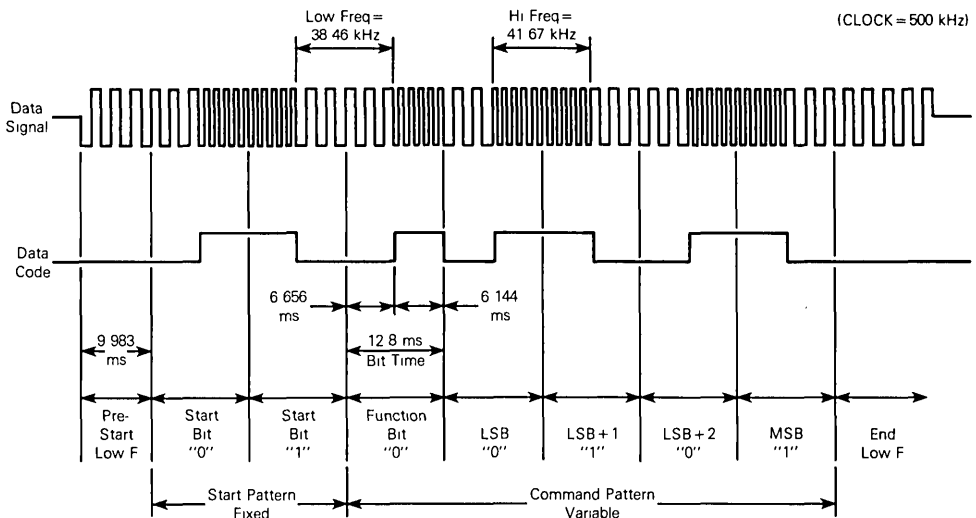 Low Freq=
38 46 kHz
Hi Freq=
41 67 kHz
(CLOCK = 500 kHz)
Data
Signal
Data
Code
6 656
ms
6 144
ms
9 983
ms
12 8 ms
Bit Time
Pre-
Start
Low F
Start
Bit
"0"
Start
Bit
"1"
Function
Bit
"0"
LSB
"0"
LSB+1
"1"
LSB+2
"0"
MSB
"1"
End
Low F
Start Pattern
Fixed
Command Pattern
Variable